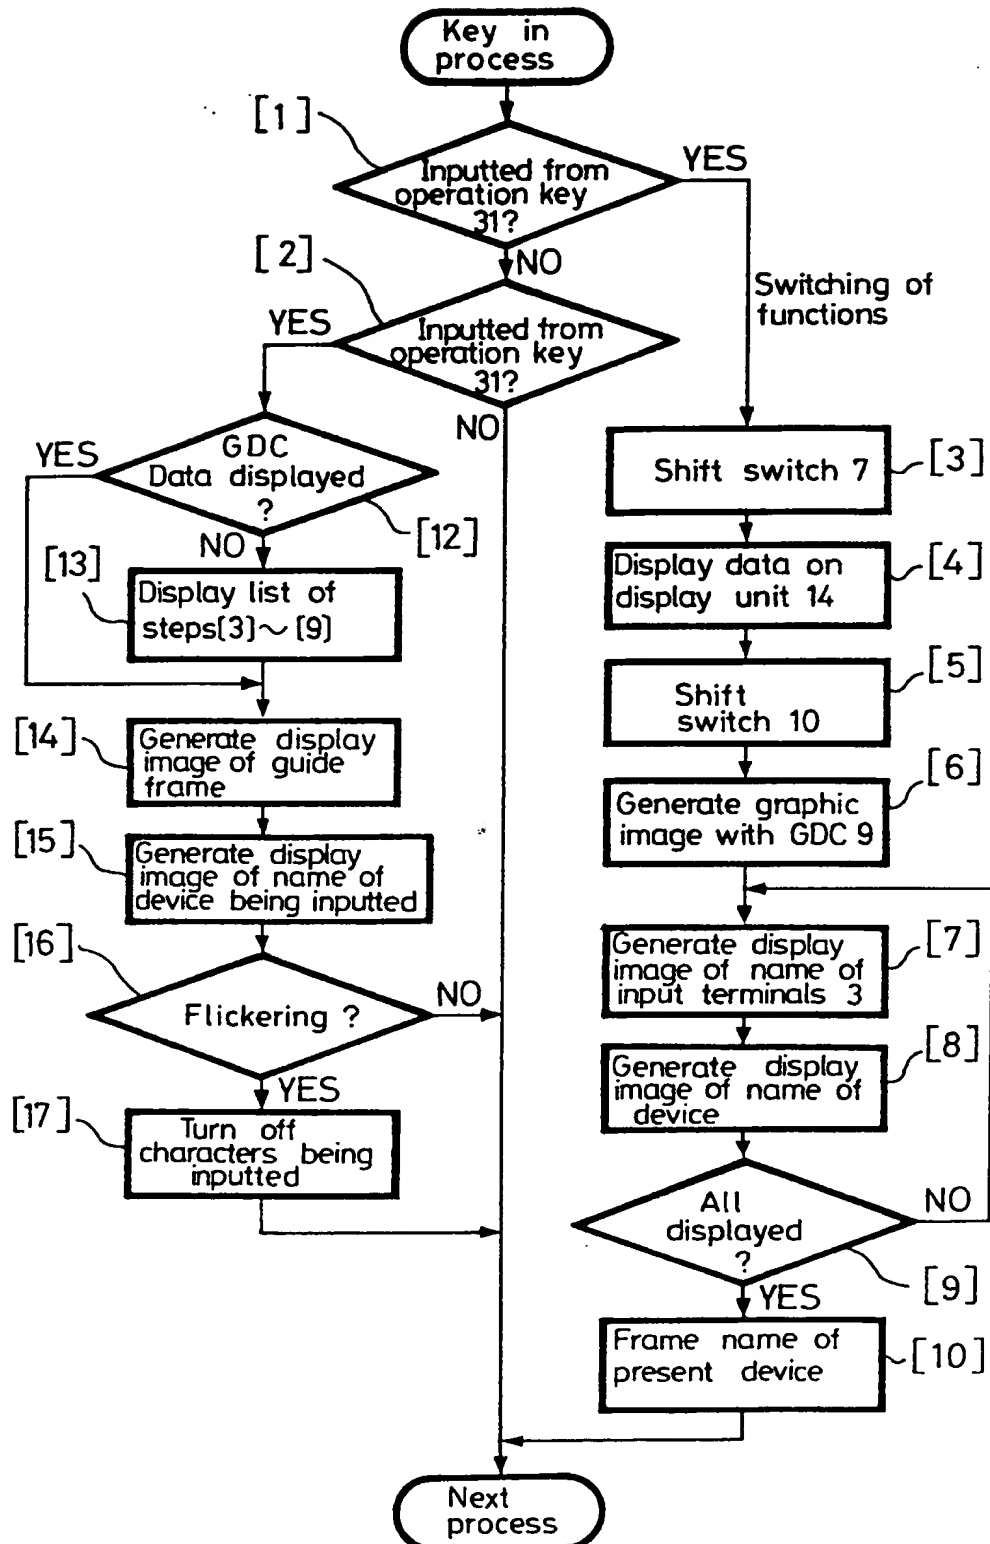 Key in
process
[1]
Inputted from
operation key
31?
YES
NO
Switching of
functions
[2]
Inputted from
operation key
31?
YES
NO
GDC
Data displayed
?
YES
NO
[12]
[13]
Display list of
steps[3]~[9]
[14]
Generate display
image of guide
frame
[15]
Generate display
image of name of
device being inputted
[16]
Flickering ?
NO
YES
[17]
Turn off
characters being
inputted
Shift switch 7
[3]
Display data on
display unit 14
[4]
Shift
switch 10
[5]
Generate graphic
image with GDC 9
[6]
Generate display
image of name of
input terminals 3
[7]
Generate display
image of name of
device
[8]
All
displayed
?
NO
[9]
YES
Frame name of
present device
[10]
Next
process